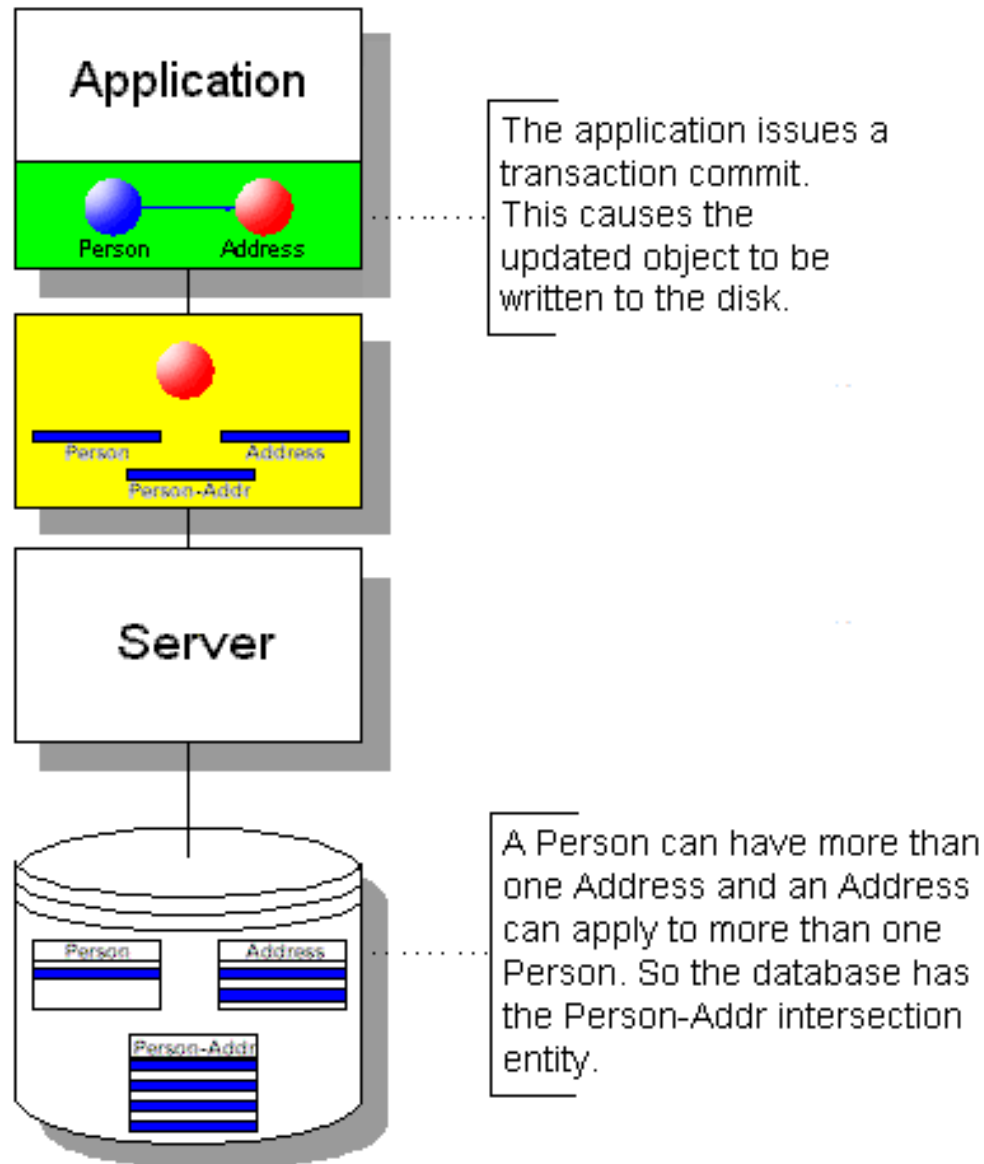 Application
Person
Address
The application issues a
transaction commit.
This causes the
updated object to be
written to the disk.
Person
Address
Person-Addr
Server
Person
Address
Person-Addr
A Person can have more than
one Address and an Address
can apply to more than one
Person. So the database has
the Person-Addr intersection
entity.